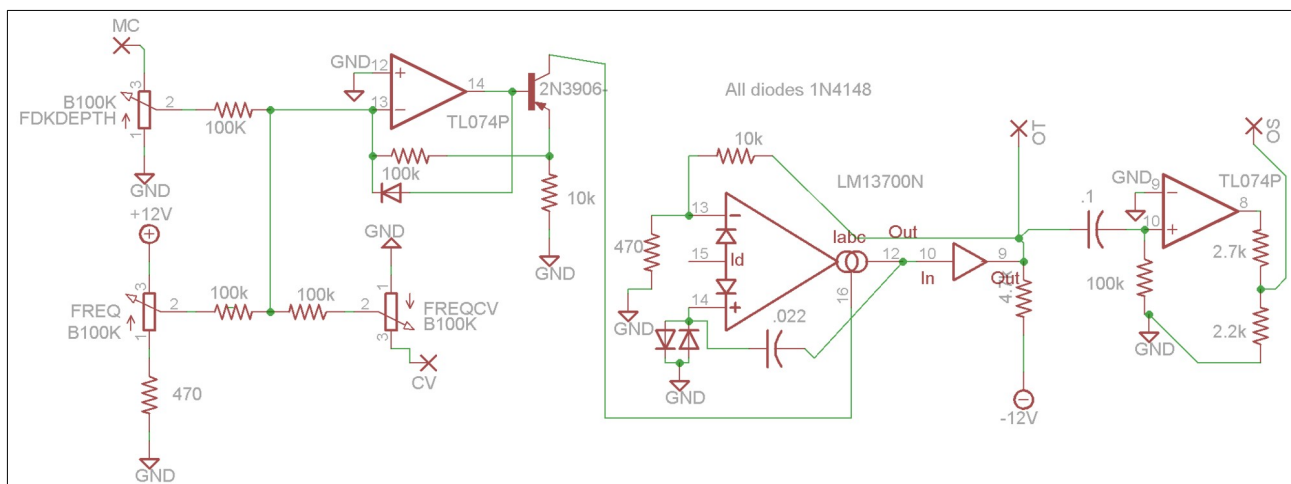 MC
3
B100K
2
FDKDEPTH
1
GND
100K
GND
12
+
13
−
14
TL074P
2N3906-
100k
10k
GND
+12V
3
FREQ
2
B100K
1
470
GND
100k
100k
GND
1
2
FREQCV
B100K
3
CV
All diodes 1N4148
10k
LM13700N
470
GND
13
−
15
Id
14
+
Iabc
Out
12
16
.022
GND
10
In
9
Out
-12V
OT
.1
GND
9
−
10
+
TL074P
8
100k
GND
2.7k
2.2k
OS